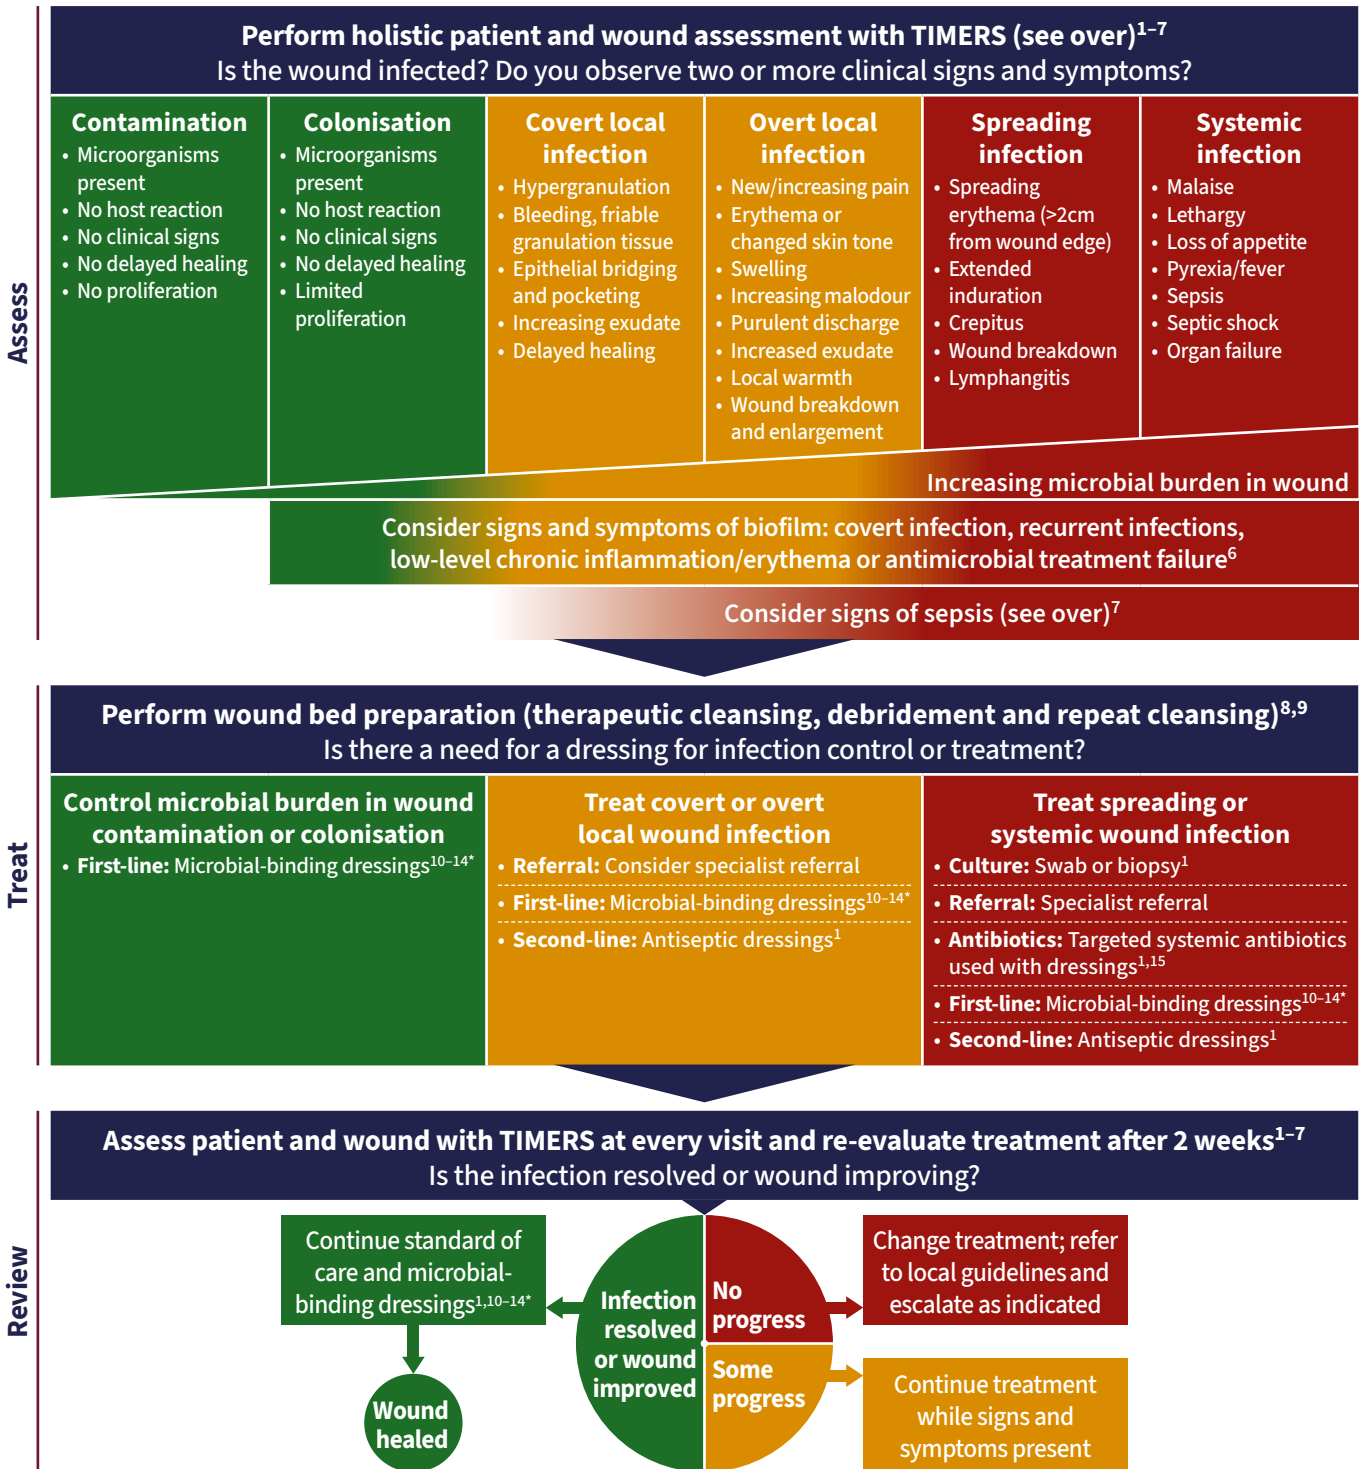 Perform holistic patient and wound assessment with TIMERS (see over)1–7
Is the wound infected? Do you observe two or more clinical signs and symptoms?
Assess
Contamination
• Microorganisms
present
• No host reaction
• No clinical signs
• No delayed healing
• No proliferation
Colonisation
• Microorganisms
present
• No host reaction
• No clinical signs
• No delayed healing
• Limited
proliferation
Covert local
infection
• Hypergranulation
• Bleeding, friable
granulation tissue
• Epithelial bridging
and pocketing
• Increasing exudate
• Delayed healing
Overt local
infection
• New/increasing pain
• Erythema or
changed skin tone
• Swelling
• Increasing malodour
• Purulent discharge
• Increased exudate
• Local warmth
• Wound breakdown
and enlargement
Spreading
infection
• Spreading
erythema (>2cm
from wound edge)
• Extended
induration
• Crepitus
• Wound breakdown
• Lymphangitis
Systemic
infection
• Malaise
• Lethargy
• Loss of appetite
• Pyrexia/fever
• Sepsis
• Septic shock
• Organ failure
Increasing microbial burden in wound
Consider signs and symptoms of biofilm: covert infection, recurrent infections,
low-level chronic inflammation/erythema or antimicrobial treatment failure6
Consider signs of sepsis (see over)7
Perform wound bed preparation (therapeutic cleansing, debridement and repeat cleansing)8,9
Is there a need for a dressing for infection control or treatment?
Treat
Control microbial burden in wound
contamination or colonisation
• First-line: Microbial-binding dressings10–14*
Treat covert or overt
local wound infection
• Referral: Consider specialist referral
• First-line: Microbial-binding dressings10–14*
• Second-line: Antiseptic dressings1
Treat spreading or
systemic wound infection
• Culture: Swab or biopsy1
• Referral: Specialist referral
• Antibiotics: Targeted systemic antibiotics
used with dressings1,15
• First-line: Microbial-binding dressings10–14*
• Second-line: Antiseptic dressings1
Assess patient and wound with TIMERS at every visit and re-evaluate treatment after 2 weeks1–7
Is the infection resolved or wound improving?
Review
Continue standard of
care and microbial-
binding dressings1,10–14*
Wound
healed
Infection
resolved
or wound
improved
No
progress
Some
progress
Change treatment; refer
to local guidelines and
escalate as indicated
Continue treatment
while signs and
symptoms present